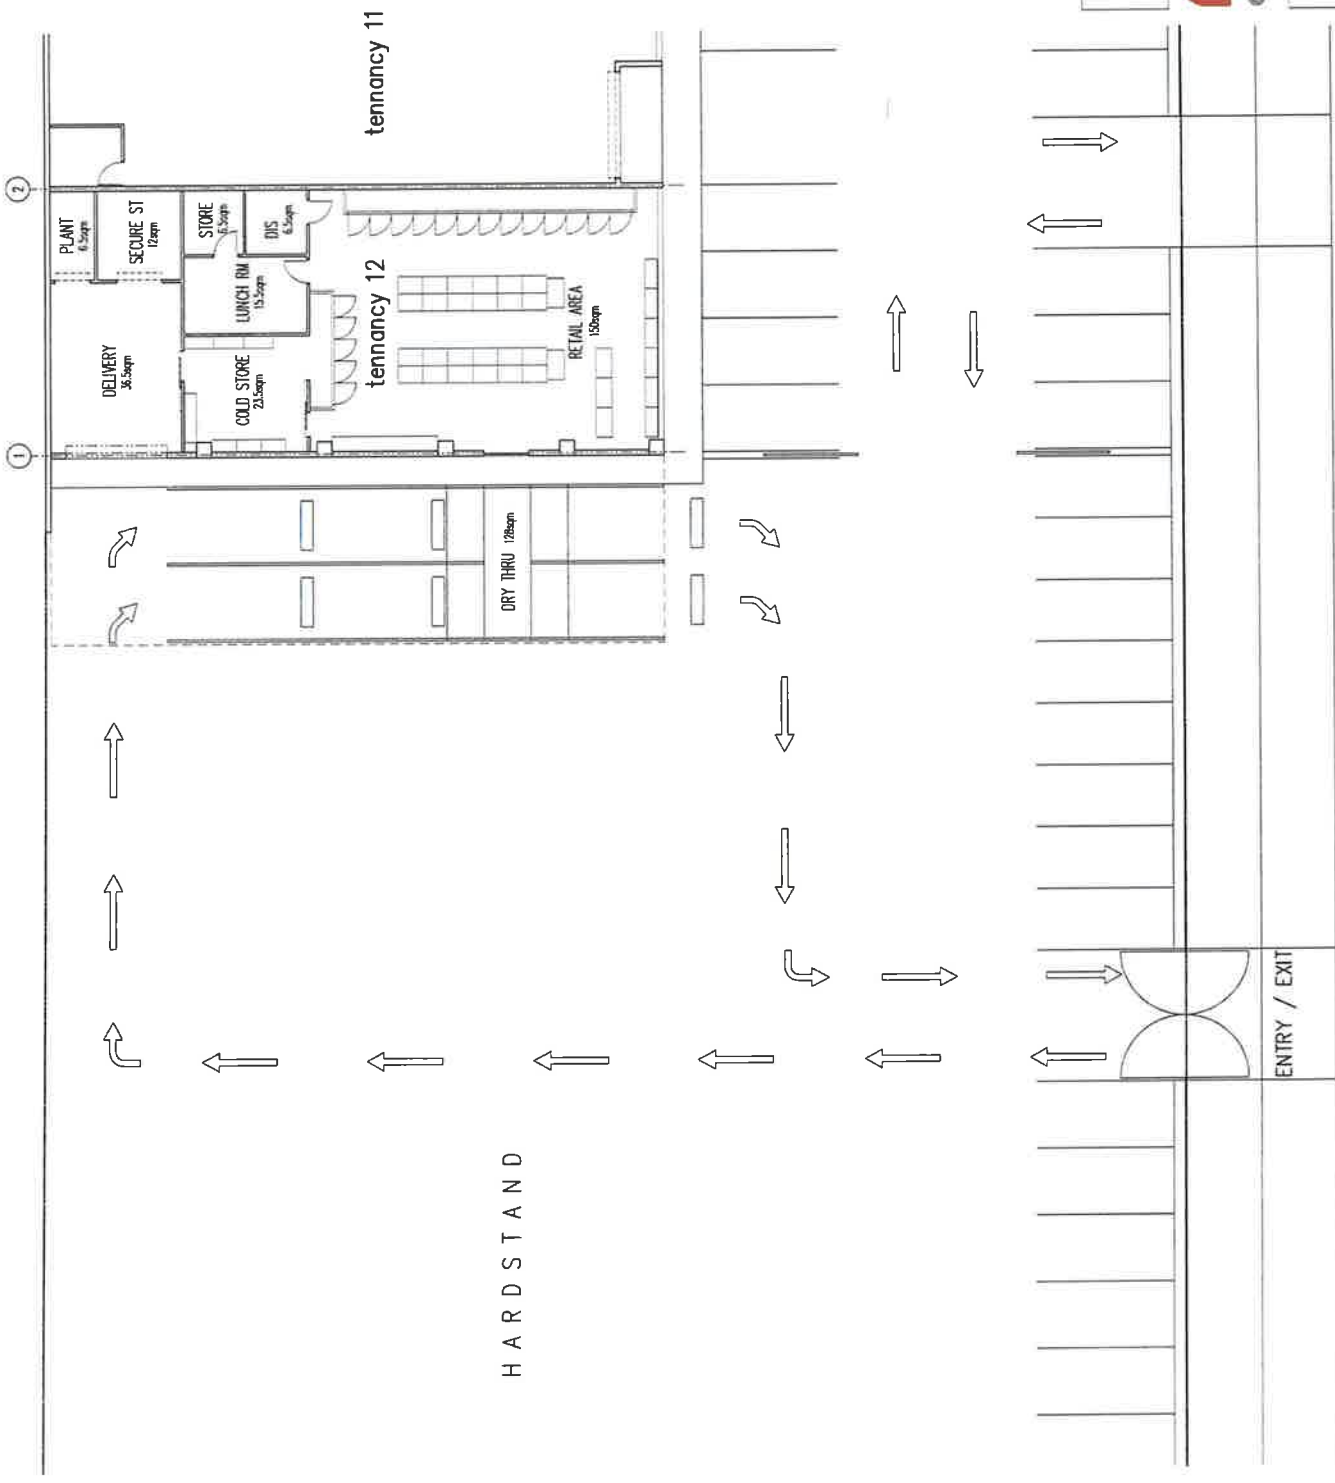 2
1
PLANT
6.5sqm
SECURE ST
12sqm
STORE
6.5sqm
DIS
6.5sqm
DELIVERY
36.5sqm
LUNCH RM
15.5sqm
COLD STORE
23.5sqm
tennancy 11
tennancy 12
RETAIL AREA
150sqm
DRY THRU 128sqm
HARDSTAND
ENTRY / EXIT